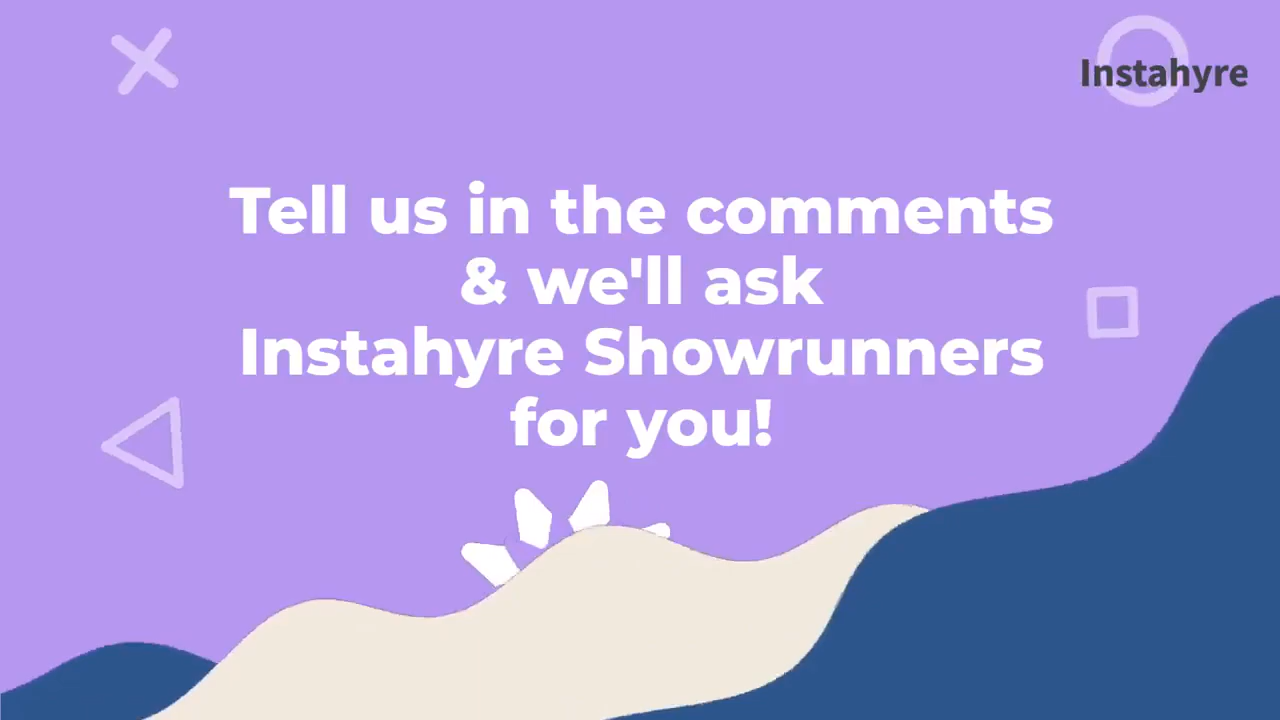 Instahyre
Tell us in the comments
& we'll ask
Instahyre Showrunners
for you!